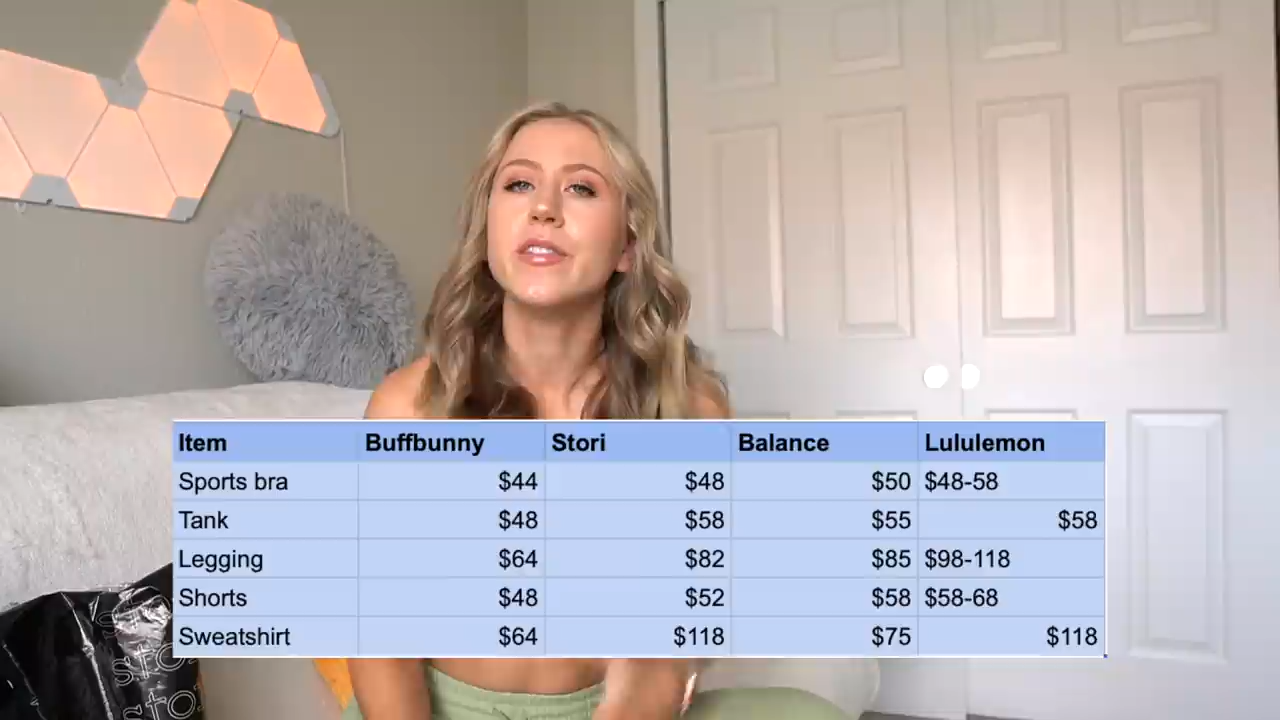 Item Buffbunny Stori Balance Lululemon
Sports bra $44 $48 $50 $48-58
Tank $48 $58 $55 $58
Legging $64 $82 $85 $98-118
Shorts $48 $52 $58 $58-68
Sweatshirt $64 $118 $75 $118